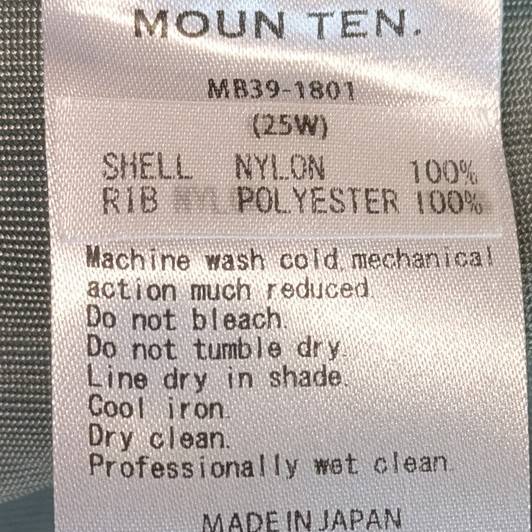 MOUN TEN.
MB39-1801
(25W)
SHELL NYLON 100%
RIB POLYESTER 100%
Machine wash cold, mechanical
action much reduced.
Do not bleach.
Do not tumble dry.
Line dry in shade.
Cool iron.
Dry clean.
Professionally wet clean.
MADE IN JAPAN